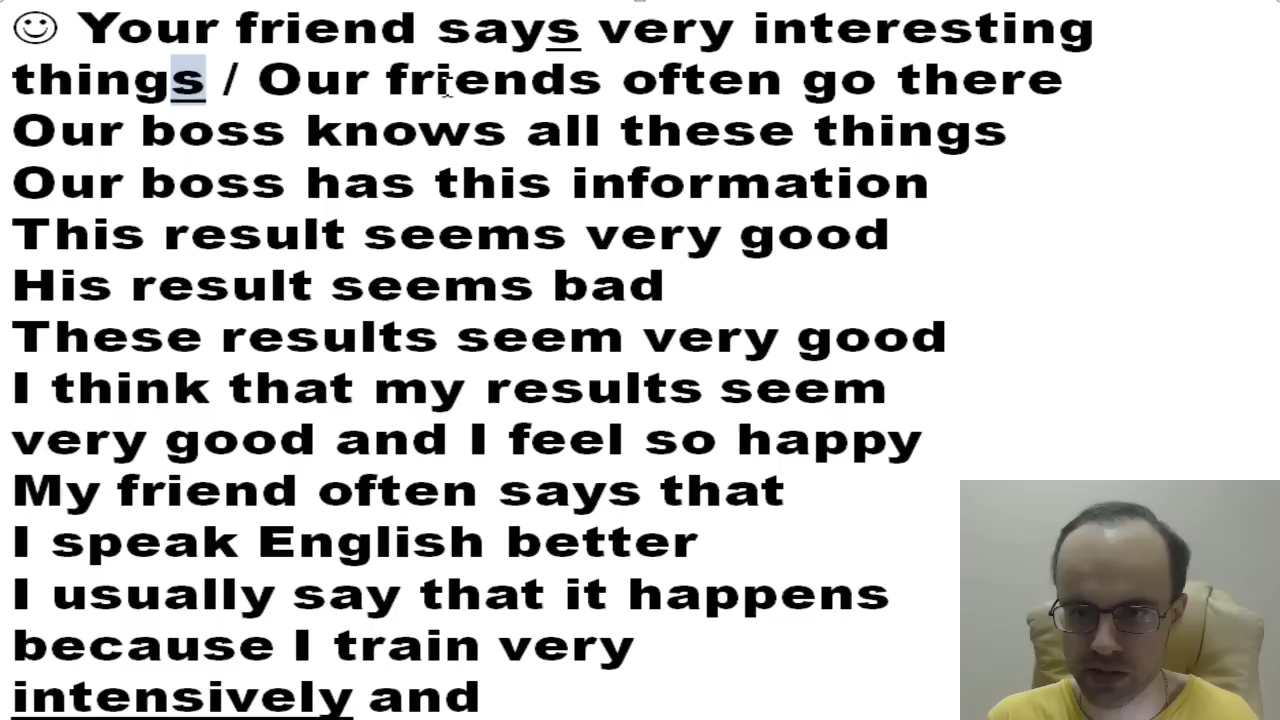 ☺ Your friend says very interesting
things / Our friends often go there
Our boss knows all these things
Our boss has this information
This result seems very good
His result seems bad
These results seem very good
I think that my results seem
very good and I feel so happy
My friend often says that
I speak English better
I usually say that it happens
because I train very
intensively and